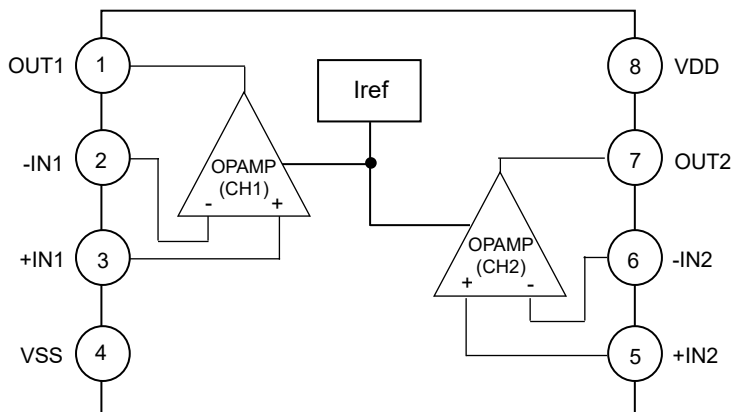 OUT1 1
-IN1 2
+IN1 3
VSS 4
OPAMP
(CH1)
- +
Iref
OPAMP
(CH2)
+ -
8 VDD
7 OUT2
6 -IN2
5 +IN2